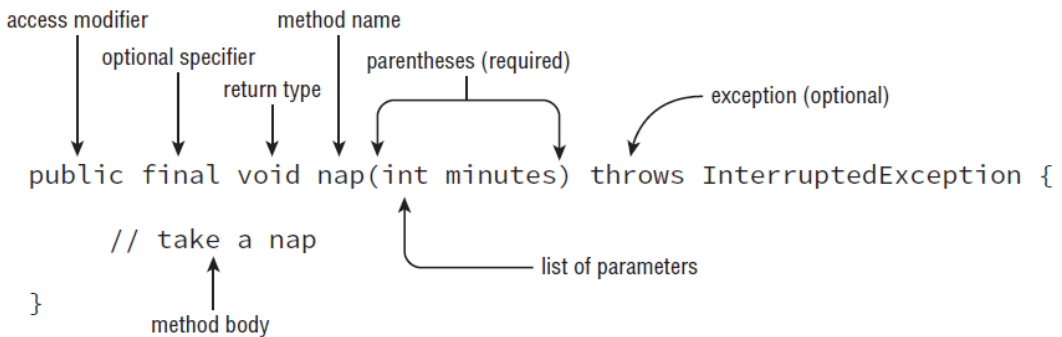 access modifier
method name
optional specifier
parentheses (required)
return type
exception (optional)
public final void nap(int minutes) throws InterruptedException {
// take a nap
list of parameters
}
method body